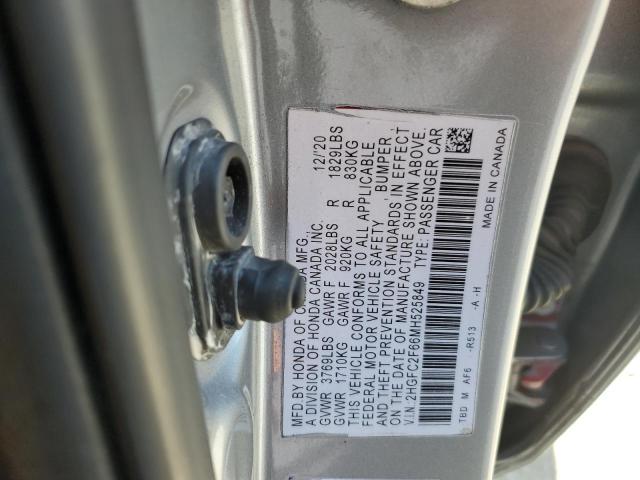 MFD.BY HONDA OF CANADA MFG., 12/'20
A DIVISION OF HONDA CANADA INC.
GVWR 3769LBS GAWR F 2028LBS R 1829LBS
GVWR 1710KG GAWR F 920KG R 830KG
THIS VEHICLE CONFORMS TO ALL APPLICABLE
FEDERAL MOTOR VEHICLE SAFETY , BUMPER,
AND THEFT PREVENTION STANDARDS IN EFFECT
ON THE DATE OF MANUFACTURE SHOWN ABOVE.
V.I.N.:2HGFC2F66MH525849 TYPE: PASSENGER CAR
TBD M AF6 -R513 -A-H MADE IN CANADA